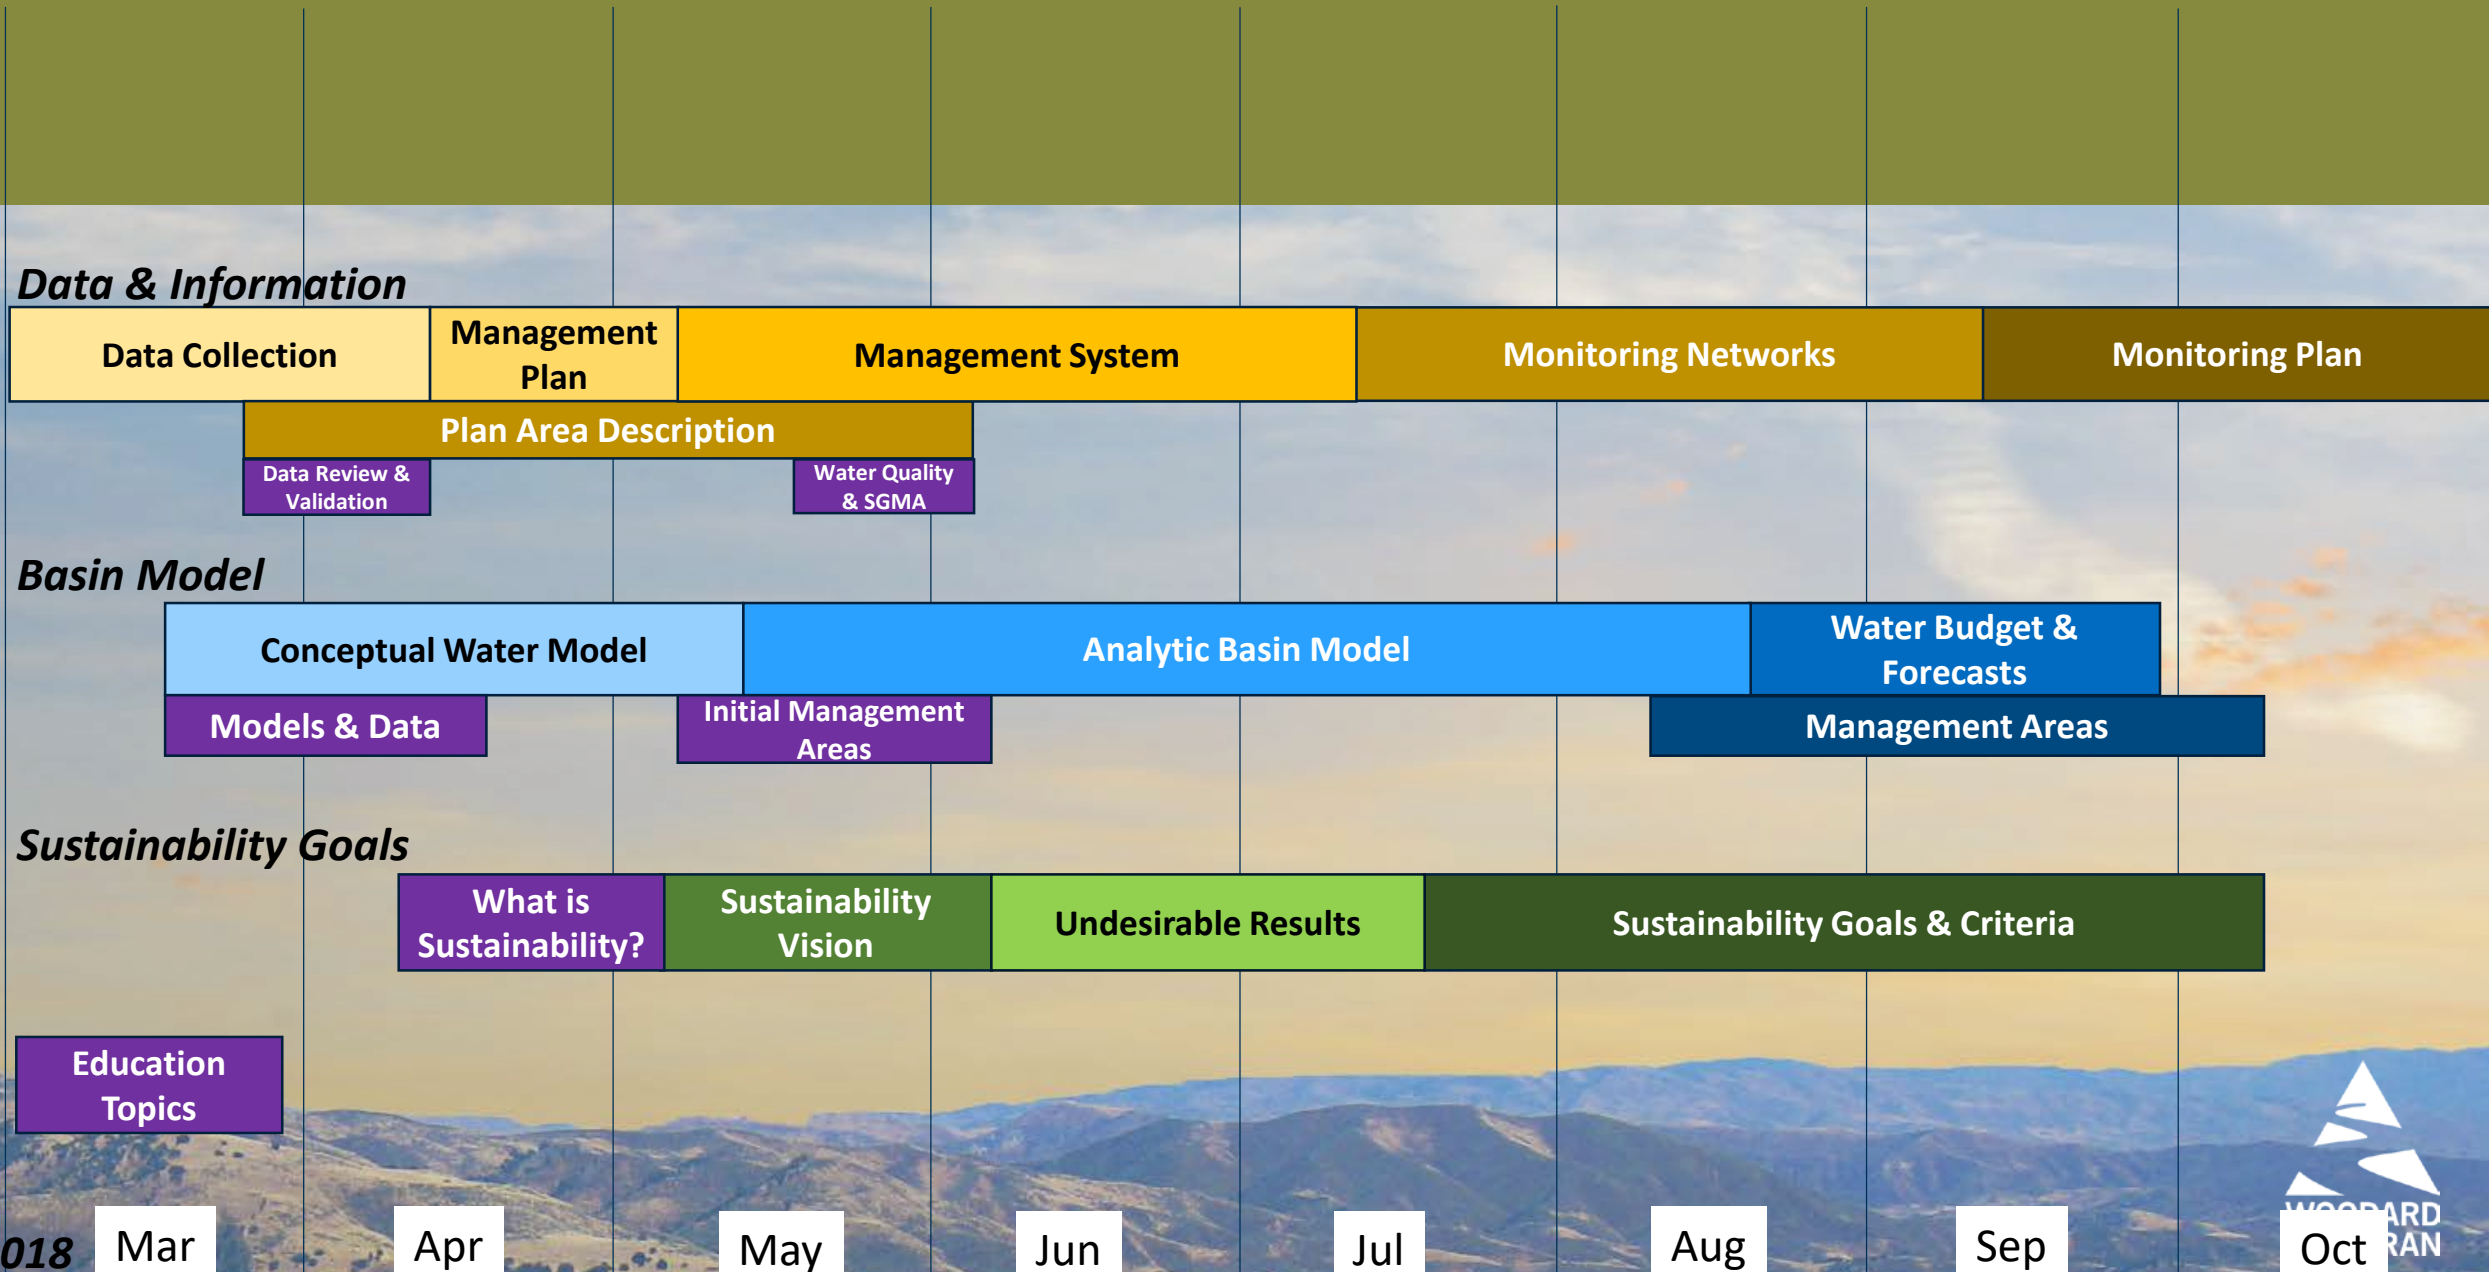 Data & Information
Data Collection
Management
Plan
Management System
Monitoring Networks
Monitoring Plan
Plan Area Description
Data Review &
Validation
Water Quality
& SGMA
Basin Model
Conceptual Water Model
Analytic Basin Model
Water Budget &
Forecasts
Models & Data
Initial Management
Areas
Management Areas
Sustainability Goals
What is
Sustainability?
Sustainability
Vision
Undesirable Results
Sustainability Goals & Criteria
Education
Topics
WOODARD
RAN
018 Mar Apr May Jun Jul Aug Sep Oct